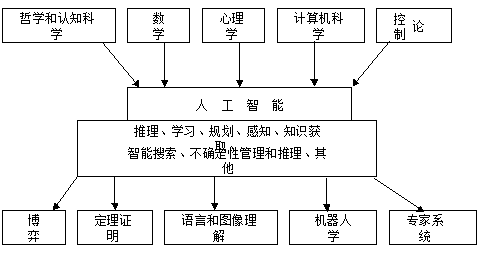 哲学和认知科
学
数
学
心理
学
计算机科
学
控
制 论
人 工 智 能
推理、学习、规划、感知、知识获
取、
智能搜索、不确定性管理和推理、其
他
博
弈
定理证
明
语言和图像理
解
机器人
学
专家系
统